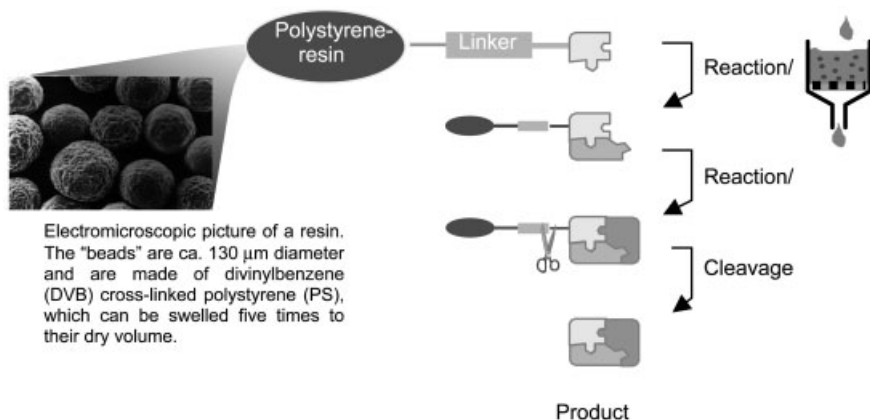 Polystyrene-
resin
Linker
Reaction/
Reaction/
Electromicroscopic picture of a resin.
The “beads” are ca. 130 μm diameter
and are made of divinylbenzene
(DVB) cross-linked polystyrene (PS),
which can be swelled five times to
their dry volume.
Cleavage
Product